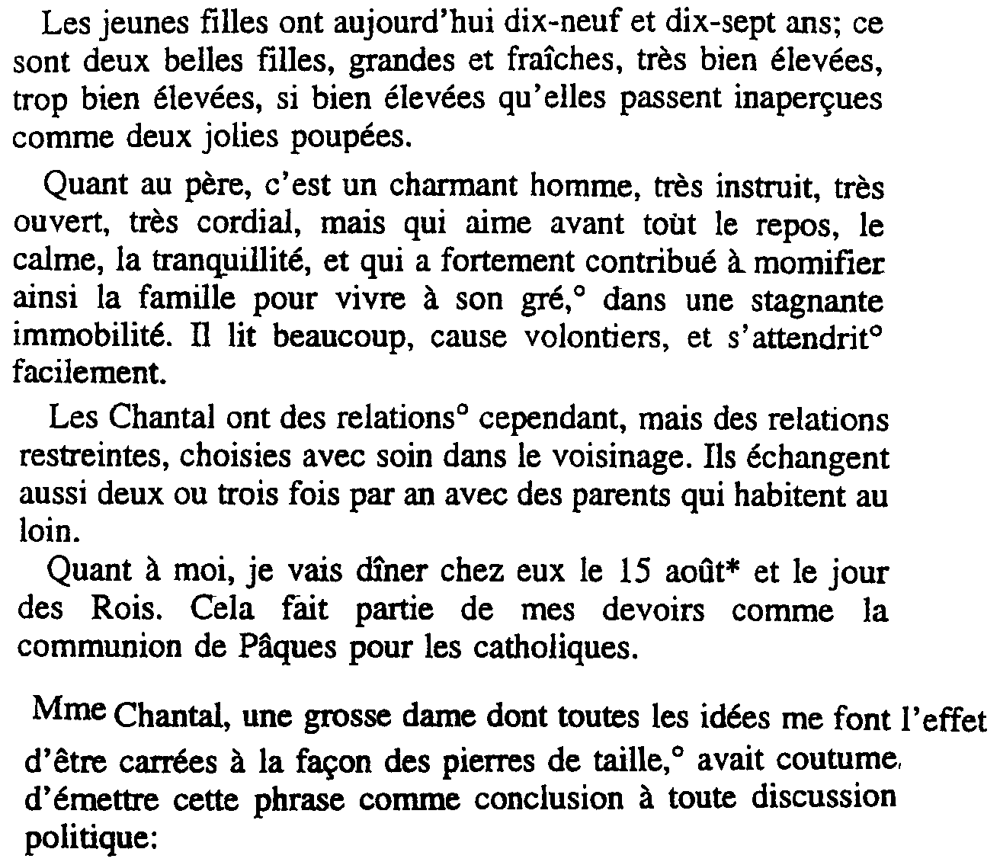 Les jeunes filles ont aujourd'hui dix-neuf et dix-sept ans; ce
sont deux belles filles, grandes et fraîches, très bien élevées,
trop bien élevées, si bien élevées qu'elles passent inaperçues
comme deux jolies poupées.
Quant au père, c'est un charmant homme, très instruit, très
ouvert, très cordial, mais qui aime avant tout le repos, le
calme, la tranquillité, et qui a fortement contribué à momifier
ainsi la famille pour vivre à son gré,° dans une stagnante
immobilité. Il lit beaucoup, cause volontiers, et s'attendrit°
facilement.
Les Chantal ont des relations° cependant, mais des relations
restreintes, choisies avec soin dans le voisinage. Ils échangent
aussi deux ou trois fois par an avec des parents qui habitent au
loin.
Quant à moi, je vais dîner chez eux le 15 août* et le jour
des Rois. Cela fait partie de mes devoirs comme la
communion de Pâques pour les catholiques.
Mme Chantal, une grosse dame dont toutes les idées me font l'effet
d'être carrées à la façon des pierres de taille,° avait coutume
d'émettre cette phrase comme conclusion à toute discussion
politique: